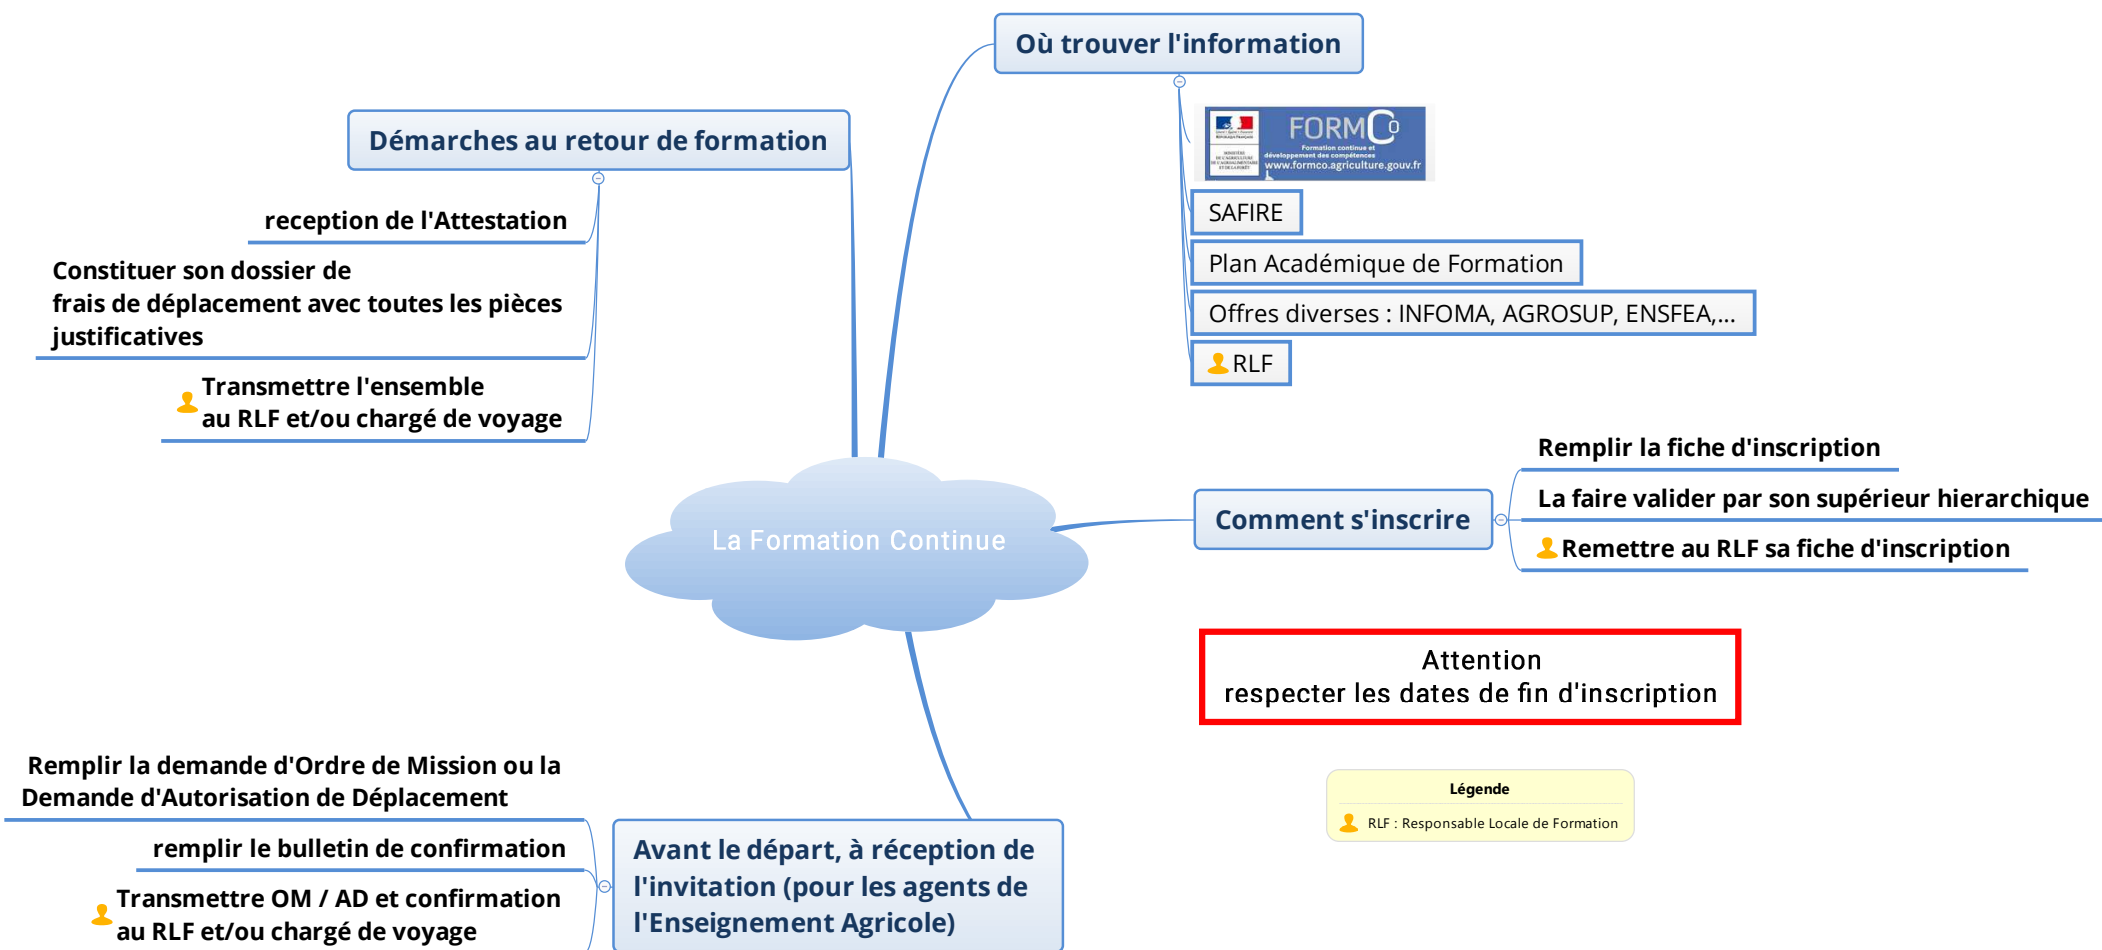 Où trouver l'information
FORMCo
Formation continue et
développement des compétences
www.formco.agriculture.gouv.fr
SAFIRE
Plan Académique de Formation
Offres diverses : INFOMA, AGROSUP, ENSFEA,...
RLF
Démarches au retour de formation
reception de l'Attestation
Constituer son dossier de
frais de déplacement avec toutes les pièces
justificatives
Transmettre l'ensemble
au RLF et/ou chargé de voyage
La Formation Continue
Comment s'inscrire
Remplir la fiche d'inscription
La faire valider par son supérieur hierarchique
Remettre au RLF sa fiche d'inscription
Attention
respecter les dates de fin d'inscription
Légende
RLF : Responsable Locale de Formation
Avant le départ, à réception de
l'invitation (pour les agents de
l'Enseignement Agricole)
Remplir la demande d'Ordre de Mission ou la
Demande d'Autorisation de Déplacement
remplir le bulletin de confirmation
Transmettre OM / AD et confirmation
au RLF et/ou chargé de voyage